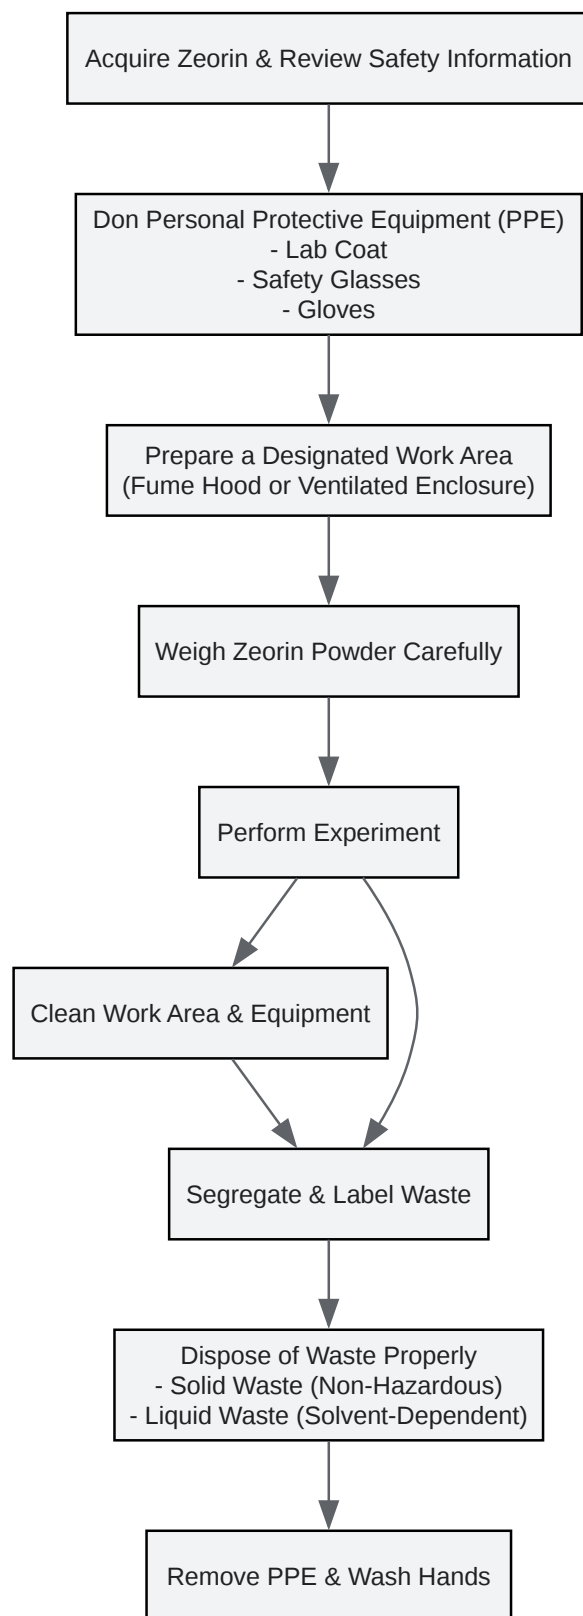 Acquire Zeorin & Review Safety Information
Don Personal Protective Equipment (PPE)
- Lab Coat
- Safety Glasses
- Gloves
Prepare a Designated Work Area
(Fume Hood or Ventilated Enclosure)
Weigh Zeorin Powder Carefully
Perform Experiment
Clean Work Area & Equipment
Segregate & Label Waste
Dispose of Waste Properly
- Solid Waste (Non-Hazardous)
- Liquid Waste (Solvent-Dependent)
Remove PPE & Wash Hands